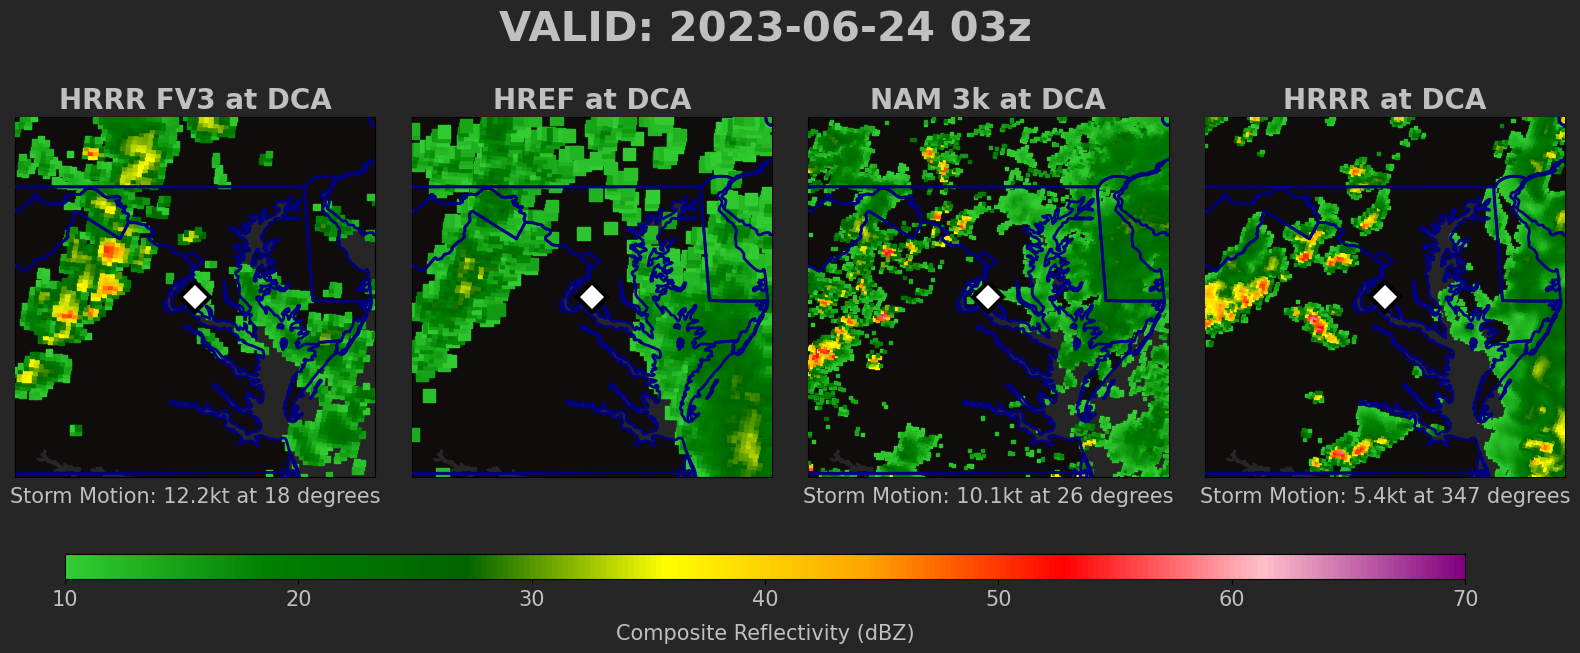 VALID: 2023-06-24 03z
HRRR FV3 at DCA
HREF at DCA
NAM 3k at DCA
HRRR at DCA
Storm Motion: 12.2kt at 18 degrees
Storm Motion: 10.1kt at 26 degrees
Storm Motion: 5.4kt at 347 degrees
10 20 30 40 50 60 70
Composite Reflectivity (dBZ)